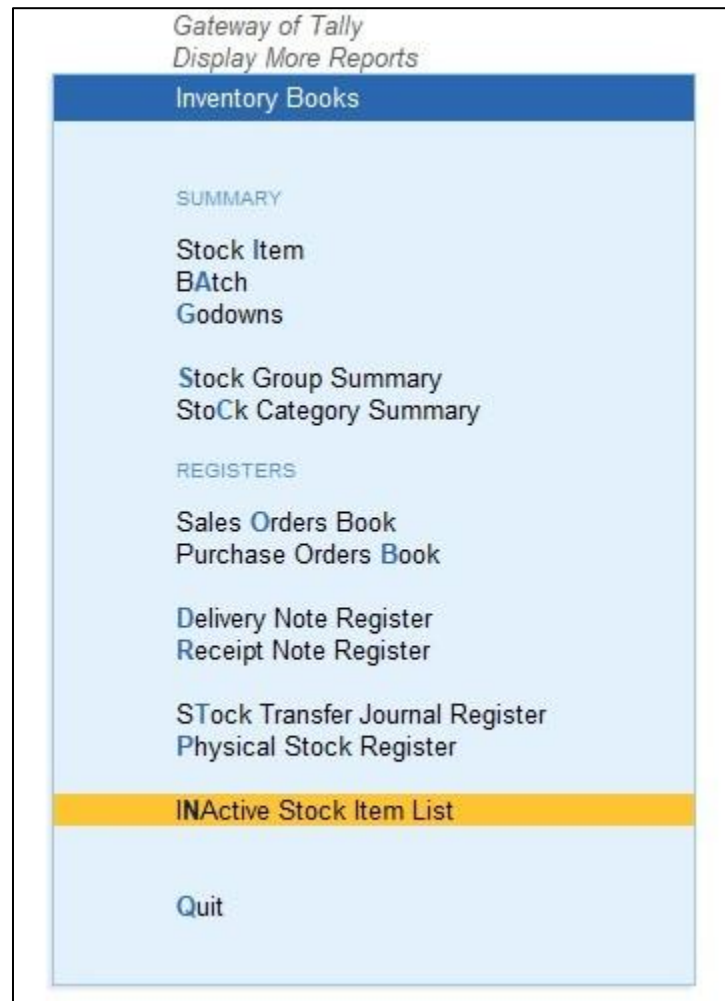 Gateway of Tally
Display More Reports
Inventory Books
SUMMARY
Stock Item
BAtch
Godowns
Stock Group Summary
StoCk Category Summary
REGISTERS
Sales Orders Book
Purchase Orders Book
Delivery Note Register
Receipt Note Register
STock Transfer Journal Register
Physical Stock Register
INActive Stock Item List
Quit